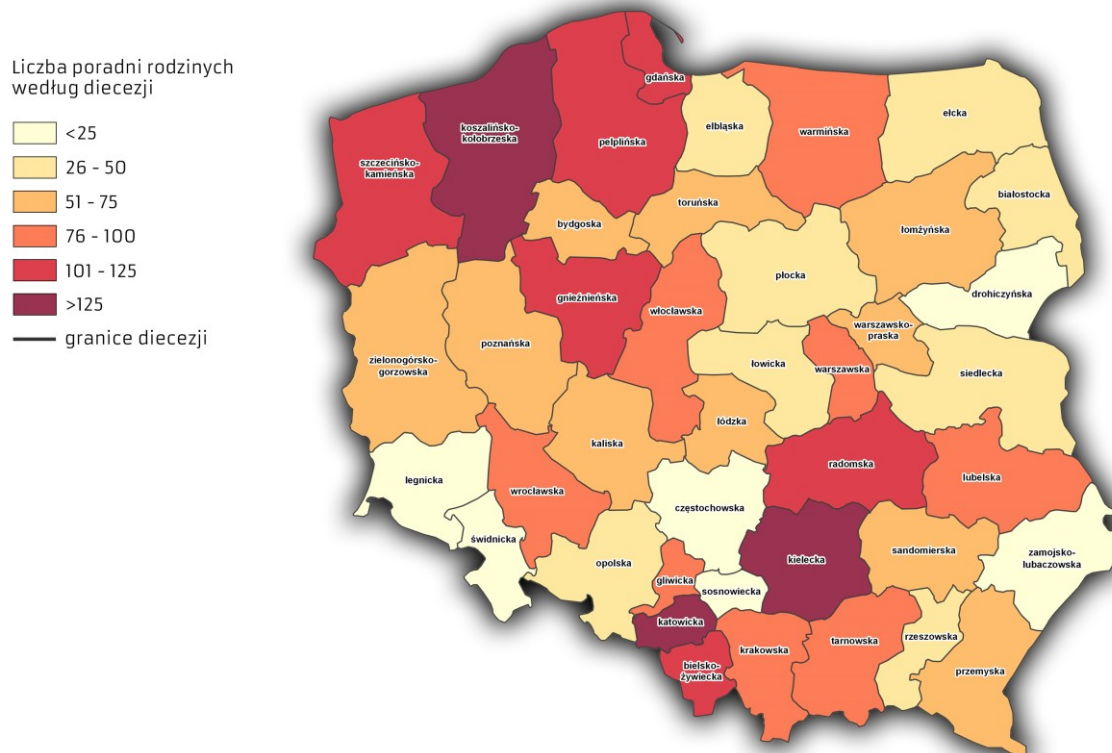 Liczba poradni rodzinych
według diecezji
<25
26 - 50
51 - 75
76 - 100
101 - 125
>125
granice diecezji
gdańska
koszalińsko-
kołobrzeska
pelplińska
elbląska
warmińska
ełcka
szczecińsko-
kamieńska
białostocka
bydgoska
toruńska
łomżyńska
płocka
drohiczyńska
gnieźnieńska
włocławska
warszawsko-
praska
poznańska
zielonogórsko-
gorzowska
łowicka
warszawska
siedlecka
łódzka
kaliska
radomska
lubelska
legnicka
wrocławska
częstochowska
świdnicka
sandomierska
zamojsko-
lubaczowska
opolska
kielecka
gliwicka
sosnowiecka
katowicka
rzeszowska
krakowska
tarnowska
bielsko-
żywiecka
przemyska